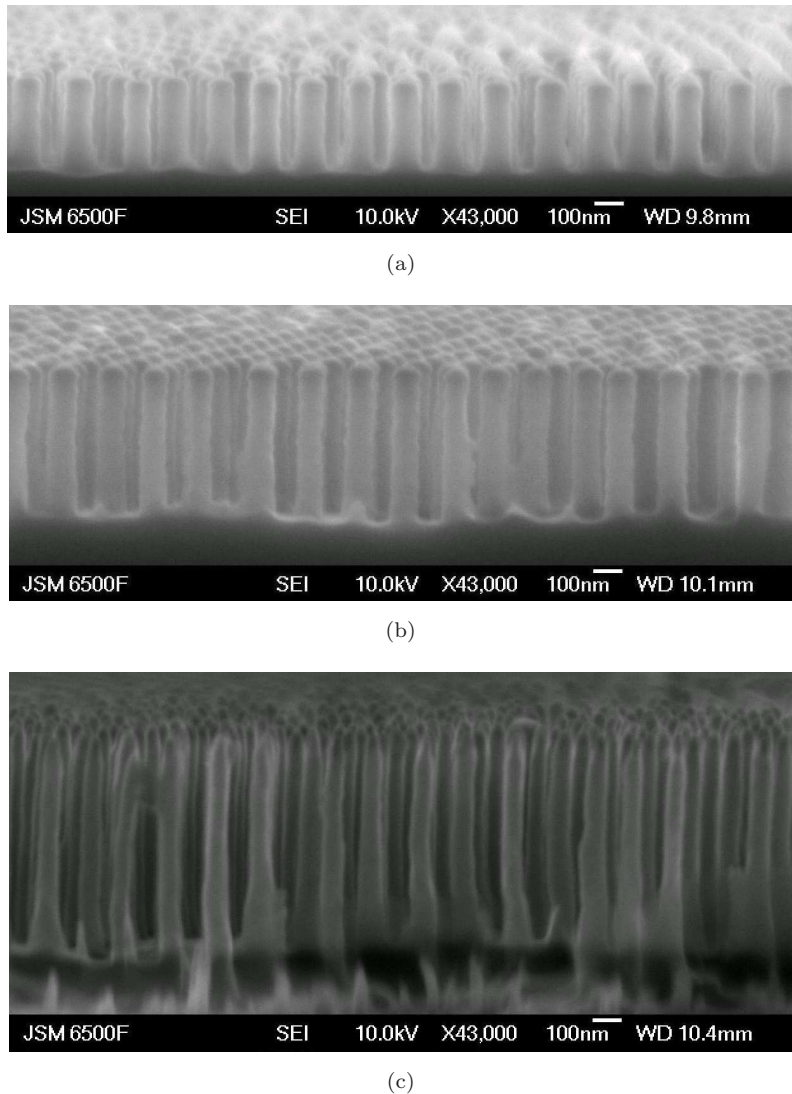 JSM 6500F SEI 10.0kV X43,000 100nm WD 9.8mm
(a)
JSM 6500F SEI 10.0kV X43,000 100nm WD 10.1mm
(b)
JSM 6500F SEI 10.0kV X43,000 100nm WD 10.4mm
(c)